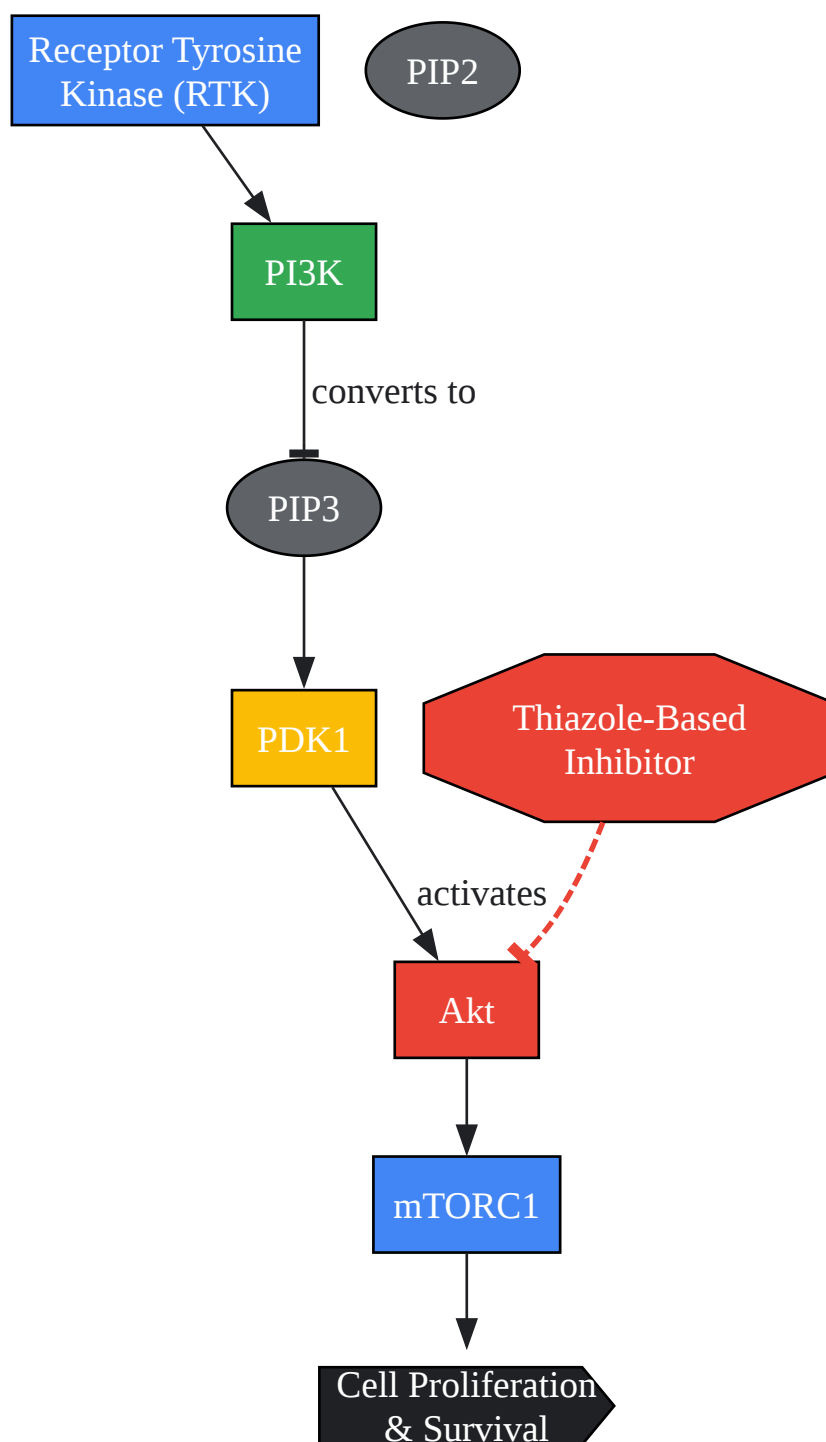 Receptor Tyrosine
Kinase (RTK)
PIP2
PI3K
converts to
PIP3
PDK1
Thiazole-Based
Inhibitor
activates
Akt
mTORC1
Cell Proliferation
& Survival